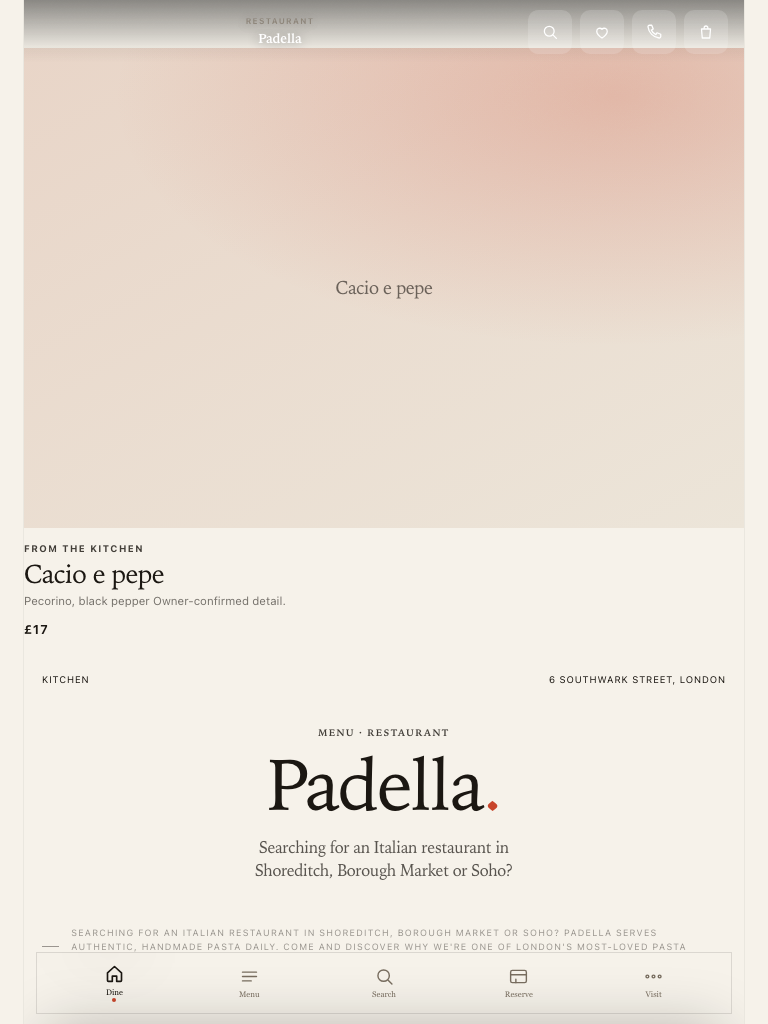 RESTAURANT
Padella
Cacio e pepe
FROM THE KITCHEN
Cacio e pepe
Pecorino, black pepper Owner-confirmed detail.
£17
KITCHEN
6 SOUTHWARK STREET, LONDON
MENU · RESTAURANT
Padella.
Searching for an Italian restaurant in
Shoreditch, Borough Market or Soho?
SEARCHING FOR AN ITALIAN RESTAURANT IN SHOREDITCH, BOROUGH MARKET OR SOHO? PADELLA SERVES
AUTHENTIC, HANDMADE PASTA DAILY. COME AND DISCOVER WHY WE'RE ONE OF LONDON'S MOST-LOVED PASTA
Dine
Menu
Search
Reserve
Visit